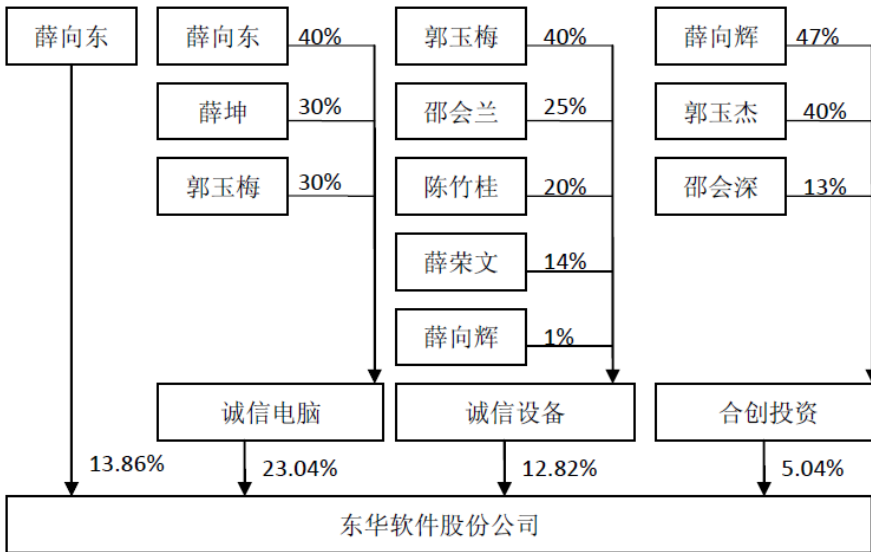 薛向东
薛向东 40%
郭玉梅 40%
薛向辉 47%
薛坤 30%
邵会兰 25%
郭玉杰 40%
郭玉梅 30%
陈竹桂 20%
邵会深 13%
薛荣文 14%
薛向辉 1%
诚信电脑
诚信设备
合创投资
13.86%
23.04%
12.82%
5.04%
东华软件股份公司